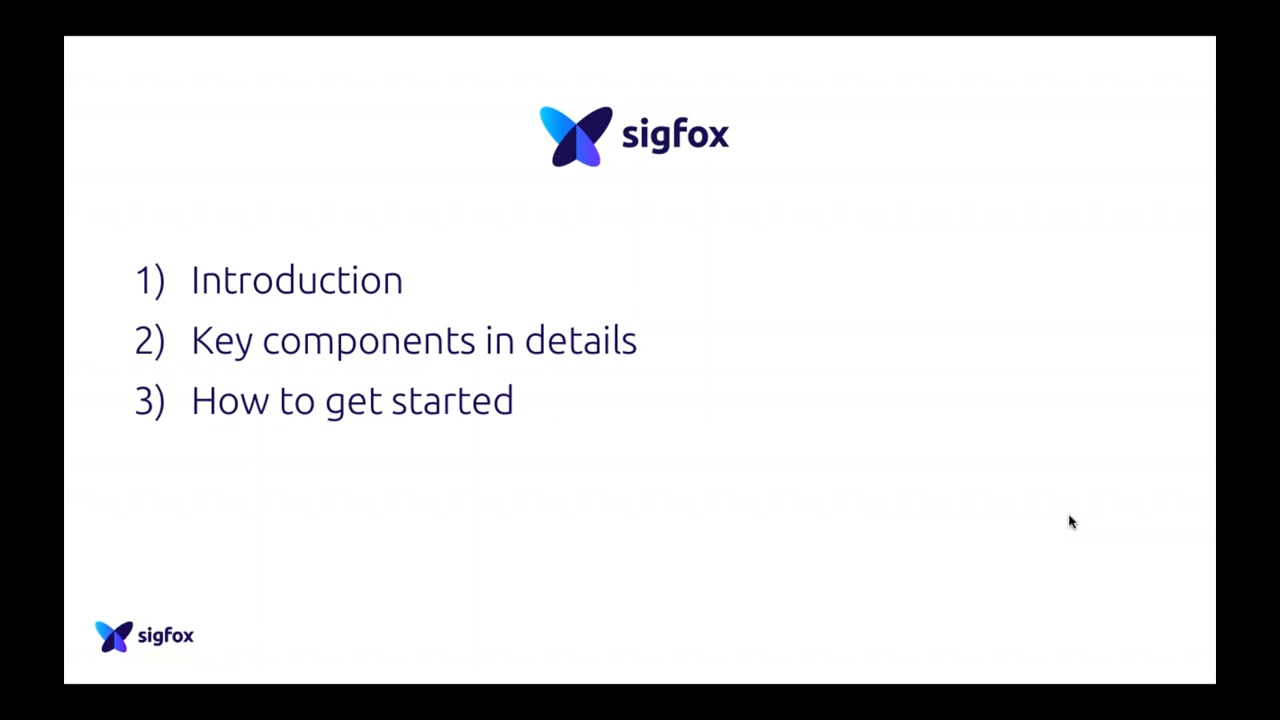 sigfox
1) Introduction
2) Key components in details
3) How to get started
sigfox